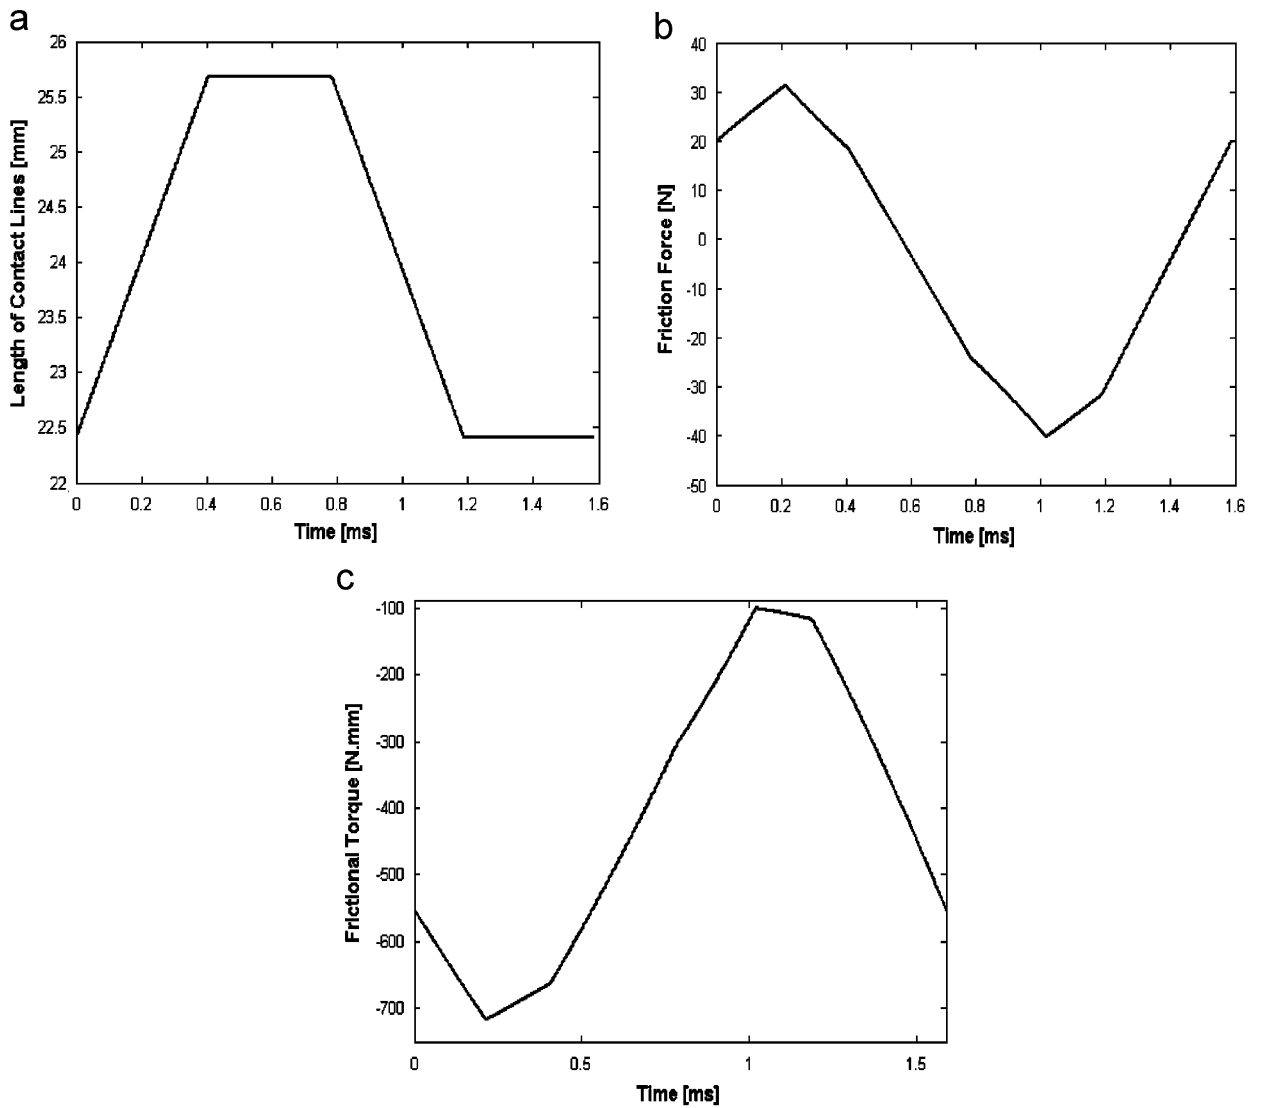 a
26
25.5
25
24.5
24
23.5
23
22.5
22
0 0.2 0.4 0.6 0.8 1 1.2 1.4 1.6
Length of Contact Lines [mm]
Time [ms]
b
40
30
20
10
0
-10
-20
-30
-40
-50
0 0.2 0.4 0.6 0.8 1 1.2 1.4 1.6
Friction Force [N]
Time [ms]
c
-100
-200
-300
-400
-500
-600
-700
0 0.5 1 1.5
Frictional Torque [N.mm]
Time [ms]